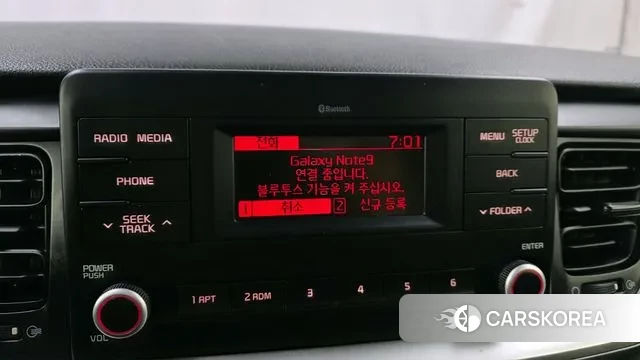 Bluetooth
RADIO MEDIA
PHONE
SEEK
TRACK
전화 7:01
Galaxy Note9
연결 중입니다.
블루투스 기능을 켜 주십시오.
1 취소 2 신규 등록
MENU SETUP
CLOCK
BACK
FOLDER
POWER
PUSH
VOL
1 RPT 2 RDM 3 4 5 6
ENTER
CARSKOREA